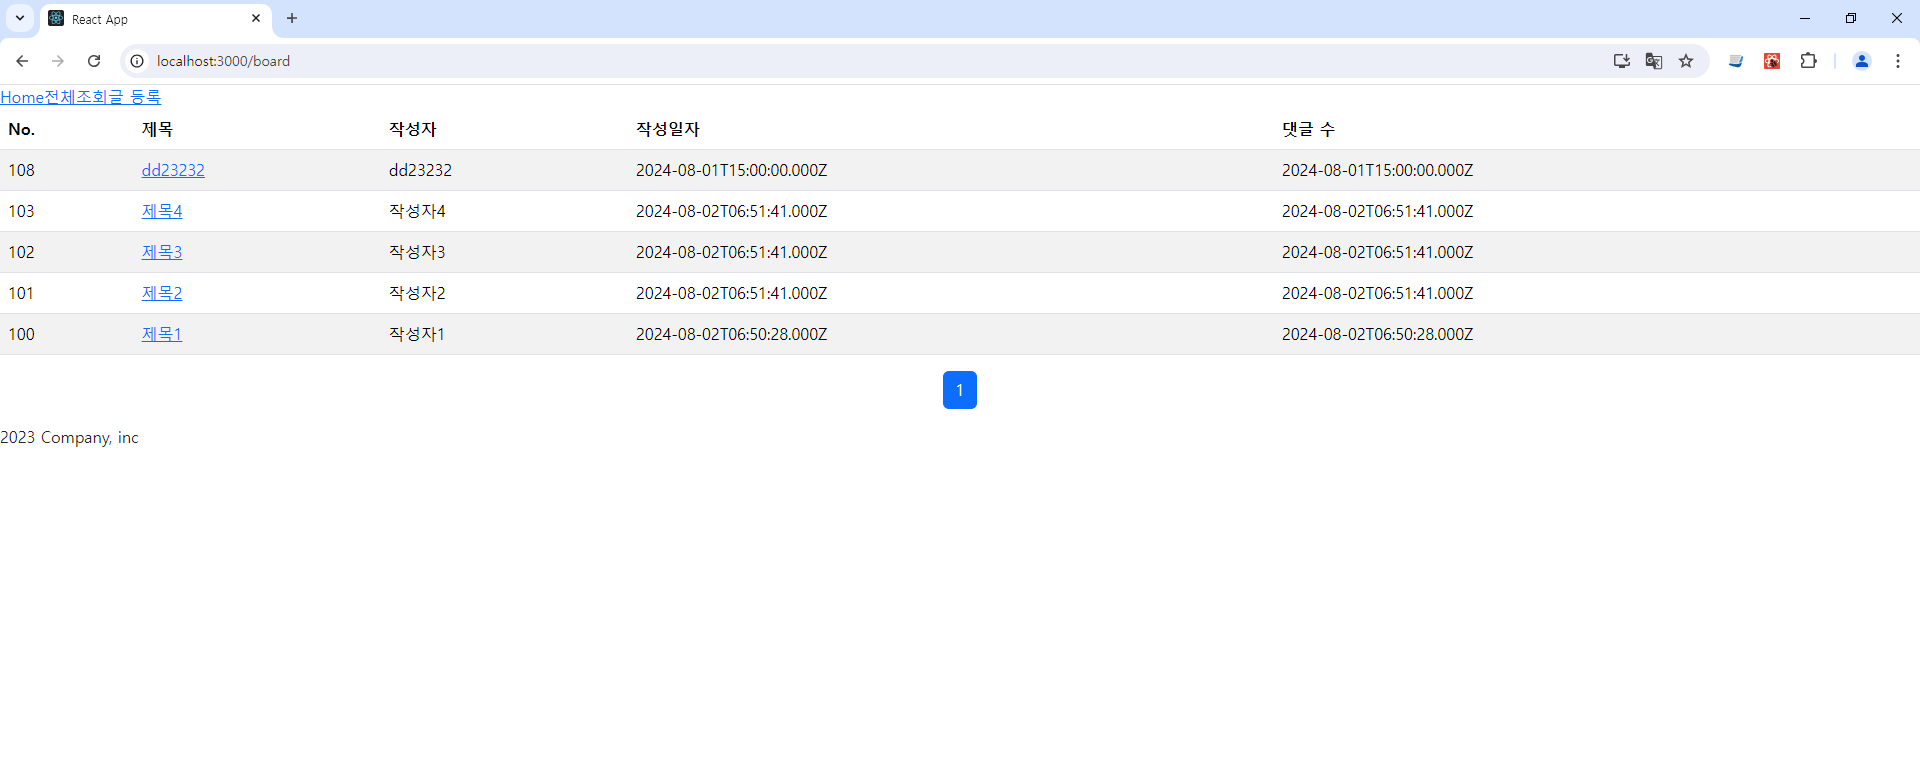 React App
localhost:3000/board
Home전체조회글 등록
No. 제목 작성자 작성일자 댓글 수
108 dd23232 dd23232 2024-08-01T15:00:00.000Z 2024-08-01T15:00:00.000Z
103 제목4 작성자4 2024-08-02T06:51:41.000Z 2024-08-02T06:51:41.000Z
102 제목3 작성자3 2024-08-02T06:51:41.000Z 2024-08-02T06:51:41.000Z
101 제목2 작성자2 2024-08-02T06:51:41.000Z 2024-08-02T06:51:41.000Z
100 제목1 작성자1 2024-08-02T06:50:28.000Z 2024-08-02T06:50:28.000Z
1
2023 Company, inc